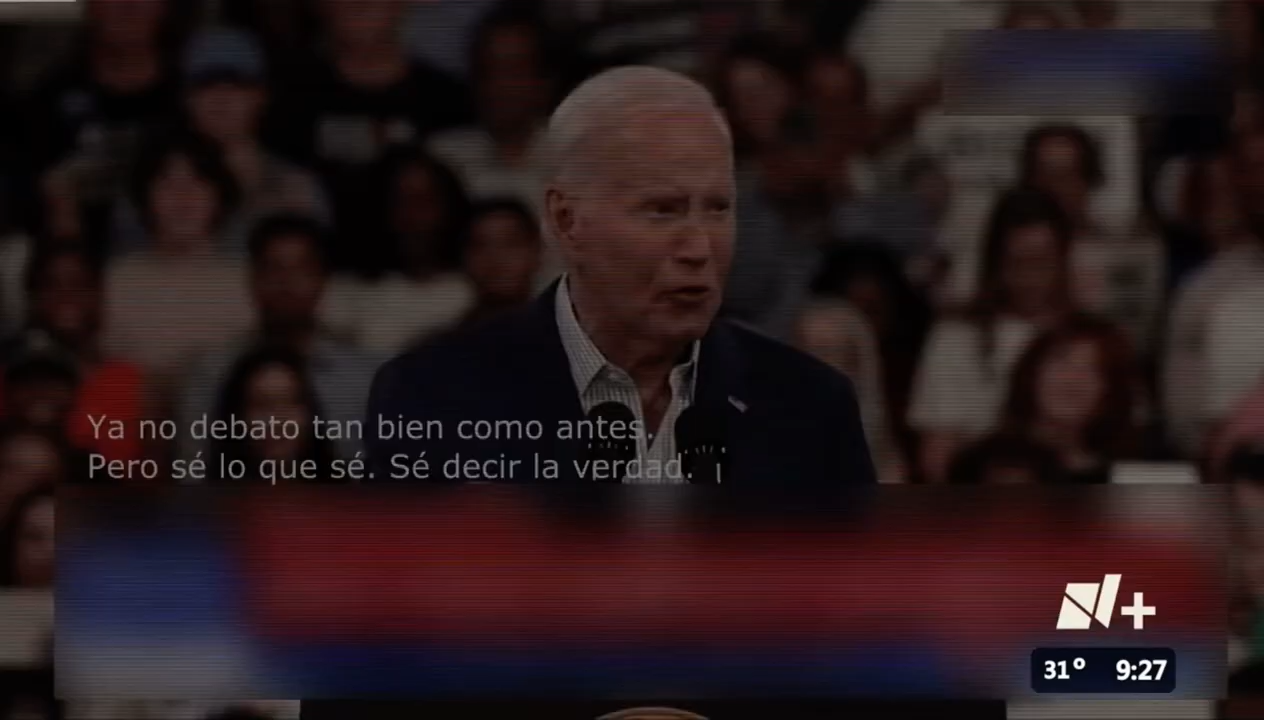 Ya no debato tan bien como antes.
Pero sé lo que sé. Sé decir la verdad.
N+
31° 9:27